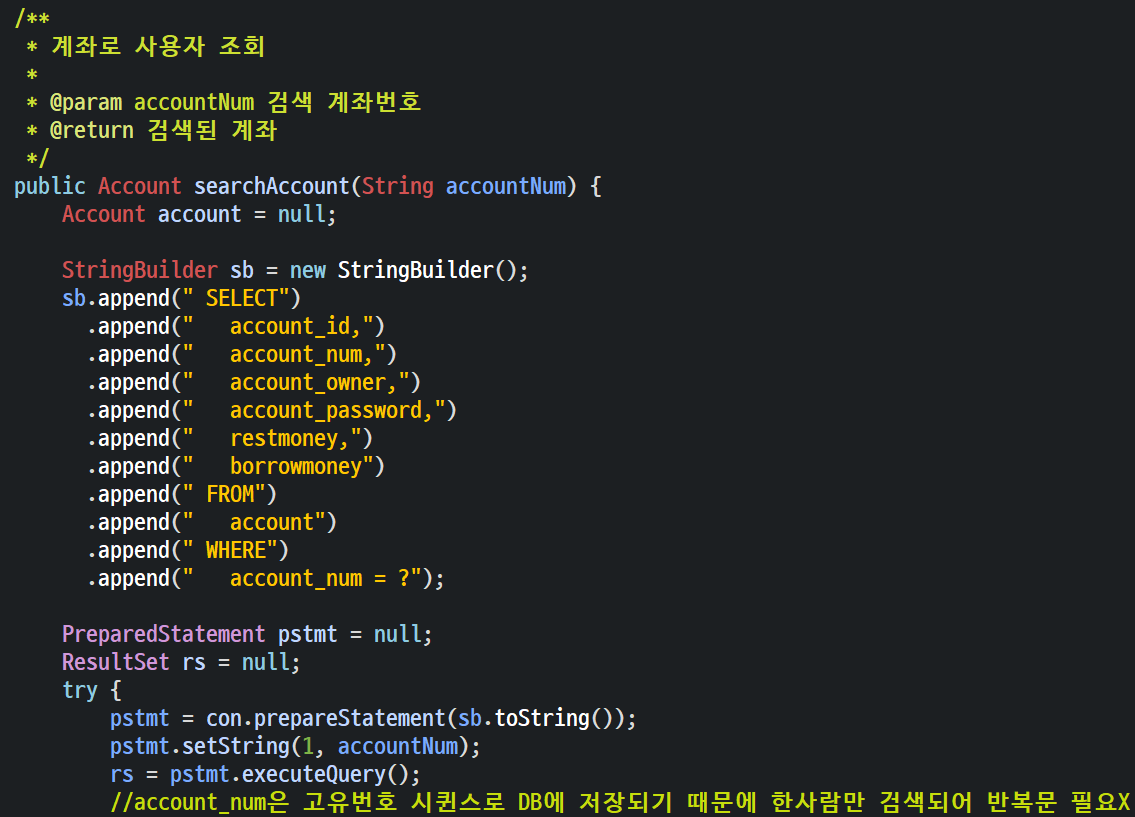 /**
 * 계좌로 사용자 조회
 *
 * @param accountNum 검색 계좌번호
 * @return 검색된 계좌
 */
public Account searchAccount(String accountNum) {
    Account account = null;

    StringBuilder sb = new StringBuilder();
    sb.append(" SELECT")
      .append("   account_id,")
      .append("   account_num,")
      .append("   account_owner,")
      .append("   account_password,")
      .append("   restmoney,")
      .append("   borrowmoney")
      .append(" FROM")
      .append("   account")
      .append(" WHERE")
      .append("   account_num = ?");

    PreparedStatement pstmt = null;
    ResultSet rs = null;
    try {
        pstmt = con.prepareStatement(sb.toString());
        pstmt.setString(1, accountNum);
        rs = pstmt.executeQuery();
        //account_num은 고유번호 시퀀스로 DB에 저장되기 때문에 한사람만 검색되어 반복문 필요X